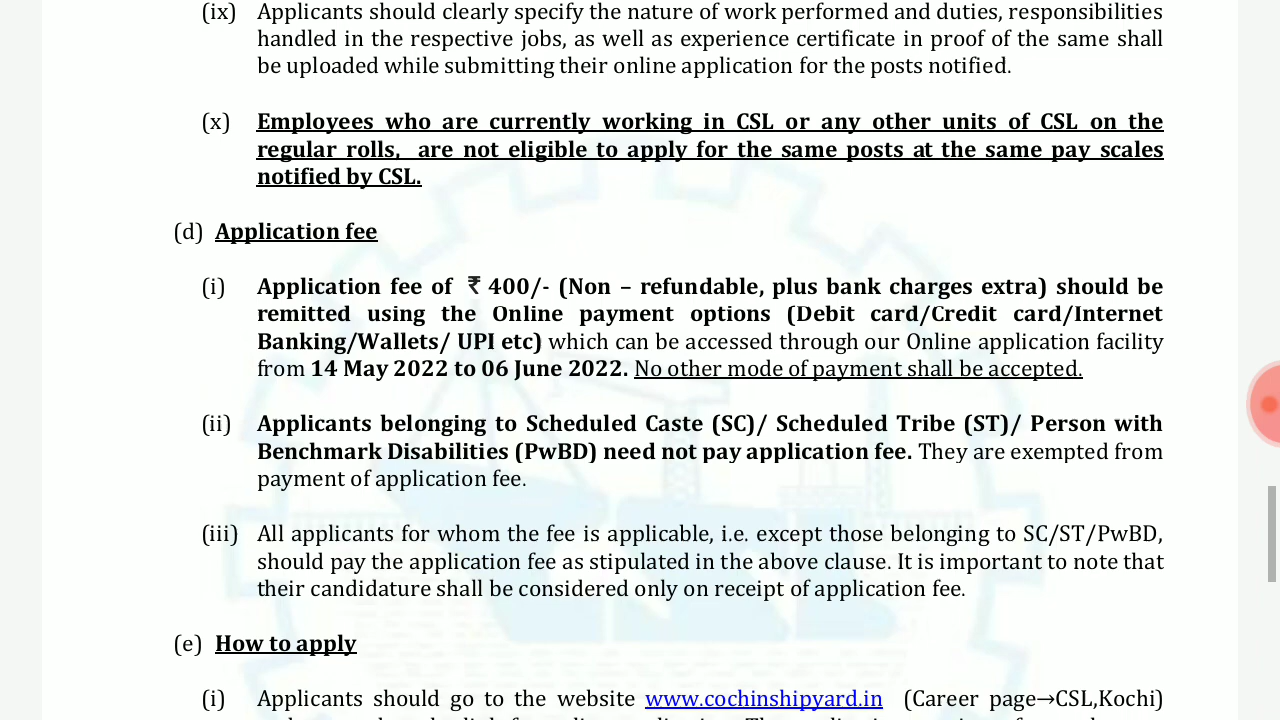 (ix) Applicants should clearly specify the nature of work performed and duties, responsibilities
handled in the respective jobs, as well as experience certificate in proof of the same shall
be uploaded while submitting their online application for the posts notified.
(x) Employees who are currently working in CSL or any other units of CSL on the
regular rolls, are not eligible to apply for the same posts at the same pay scales
notified by CSL.
(d) Application fee
(i) Application fee of ₹ 400/- (Non – refundable, plus bank charges extra) should be
remitted using the Online payment options (Debit card/Credit card/Internet
Banking/Wallets/ UPI etc) which can be accessed through our Online application facility
from 14 May 2022 to 06 June 2022. No other mode of payment shall be accepted.
(ii) Applicants belonging to Scheduled Caste (SC)/ Scheduled Tribe (ST)/ Person with
Benchmark Disabilities (PwBD) need not pay application fee. They are exempted from
payment of application fee.
(iii) All applicants for whom the fee is applicable, i.e. except those belonging to SC/ST/PwBD,
should pay the application fee as stipulated in the above clause. It is important to note that
their candidature shall be considered only on receipt of application fee.
(e) How to apply
(i) Applicants should go to the website www.cochinshipyard.in (Career page→CSL,Kochi)